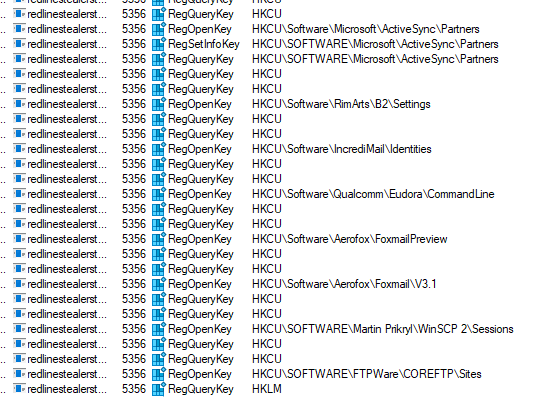 redlinestealerst... 5356 RegQueryKey HKCU
.. redlinestealerst... 5356 RegOpenKey HKCU\Software\Microsoft\ActiveSync\Partners
.. redlinestealerst... 5356 RegSetInfoKey HKCU\SOFTWARE\Microsoft\ActiveSync\Partners
.. redlinestealerst... 5356 RegQueryKey HKCU\SOFTWARE\Microsoft\ActiveSync\Partners
.. redlinestealerst... 5356 RegQueryKey HKCU
.. redlinestealerst... 5356 RegQueryKey HKCU
.. redlinestealerst... 5356 RegOpenKey HKCU\Software\RimArts\B2\Settings
.. redlinestealerst... 5356 RegQueryKey HKCU
.. redlinestealerst... 5356 RegQueryKey HKCU
.. redlinestealerst... 5356 RegOpenKey HKCU\Software\IncrediMail\Identities
.. redlinestealerst... 5356 RegQueryKey HKCU
.. redlinestealerst... 5356 RegQueryKey HKCU
.. redlinestealerst... 5356 RegOpenKey HKCU\Software\Qualcomm\Eudora\CommandLine
.. redlinestealerst... 5356 RegQueryKey HKCU
.. redlinestealerst... 5356 RegQueryKey HKCU
.. redlinestealerst... 5356 RegOpenKey HKCU\Software\Aerofox\FoxmailPreview
.. redlinestealerst... 5356 RegQueryKey HKCU
.. redlinestealerst... 5356 RegQueryKey HKCU
.. redlinestealerst... 5356 RegOpenKey HKCU\Software\Aerofox\Foxmail\V3.1
.. redlinestealerst... 5356 RegQueryKey HKCU
.. redlinestealerst... 5356 RegQueryKey HKCU
.. redlinestealerst... 5356 RegOpenKey HKCU\SOFTWARE\Martin Prikryl\WinSCP 2\Sessions
.. redlinestealerst... 5356 RegQueryKey HKCU
.. redlinestealerst... 5356 RegQueryKey HKCU
.. redlinestealerst... 5356 RegOpenKey HKCU\SOFTWARE\FTPWare\COREFTP\Sites
.. redlinestealerst... 5356 RegQueryKey HKLM